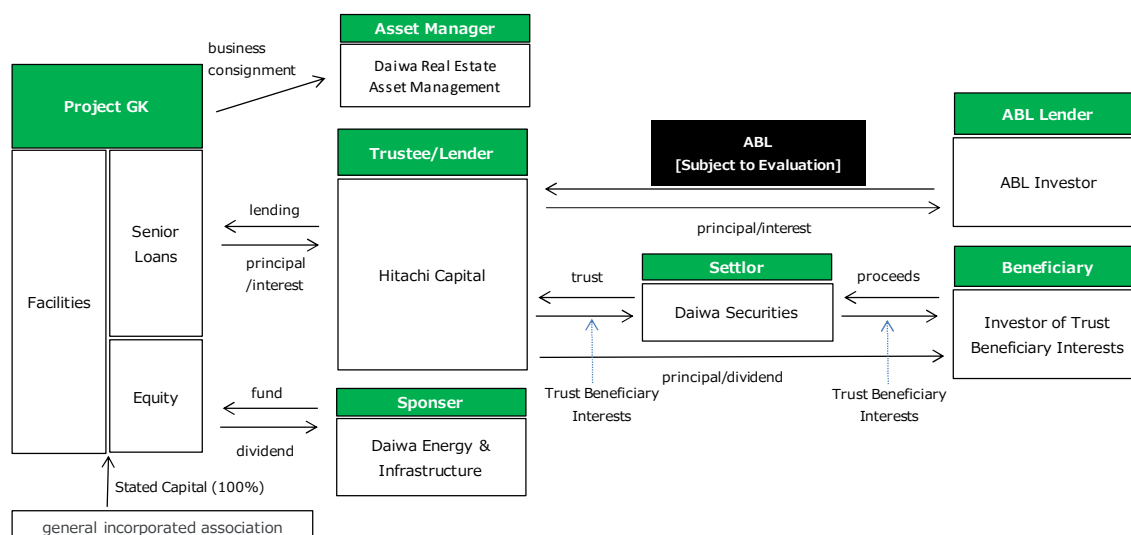 Asset Manager
Daiwa Real Estate
Asset Management
business
consignment
Project GK
Facilities
Senior
Loans
Equity
lending
principal
/interest
fund
dividend
Stated Capital (100%)
general incorporated association
Trustee/Lender
Hitachi Capital
Sponser
Daiwa Energy &
Infrastructure
ABL
[Subject to Evaluation]
principal/interest
ABL Lender
ABL Investor
trust
Settlor
Daiwa Securities
proceeds
Beneficiary
Investor of Trust
Beneficiary Interests
principal/dividend
Trust Beneficiary
Interests
Trust Beneficiary
Interests